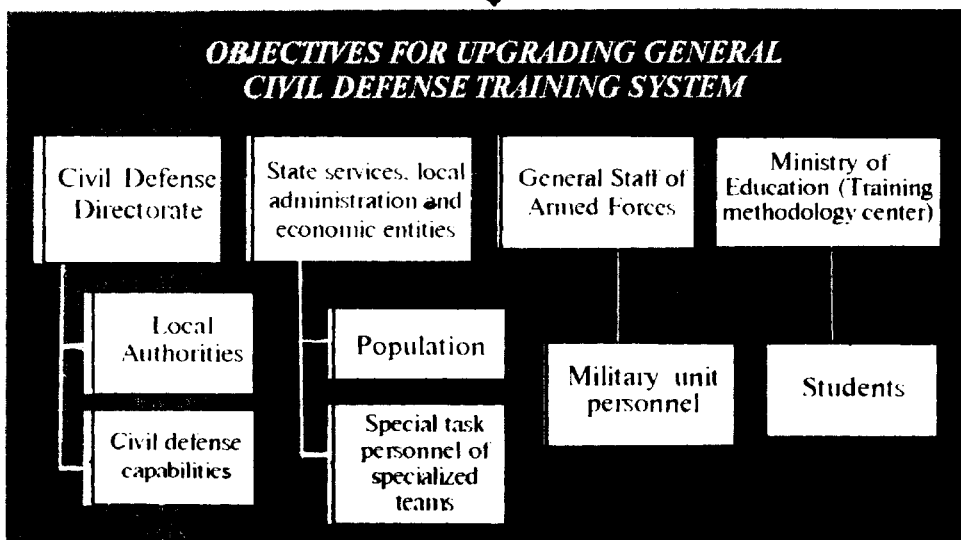 OBJECTIVES FOR UPGRADING GENERAL
CIVIL DEFENSE TRAINING SYSTEM
Civil Defense
Directorate
State services, local
administration and
economic entities
General Staff of
Armed Forces
Ministry of
Education (Training
methodology center)
Local
Authorities
Population
Military unit
personnel
Students
Civil defense
capabilities
Special task
personnel of
specialized
teams